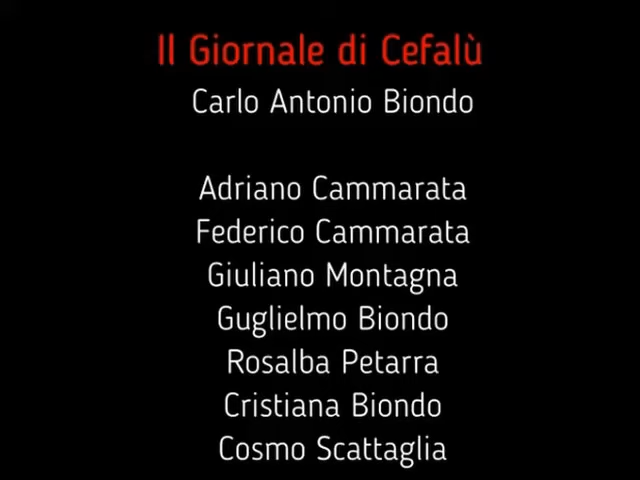 Il Giornale di Cefalù
Carlo Antonio Biondo
Adriano Cammarata
Federico Cammarata
Giuliano Montagna
Guglielmo Biondo
Rosalba Petarra
Cristiana Biondo
Cosmo Scattaglia